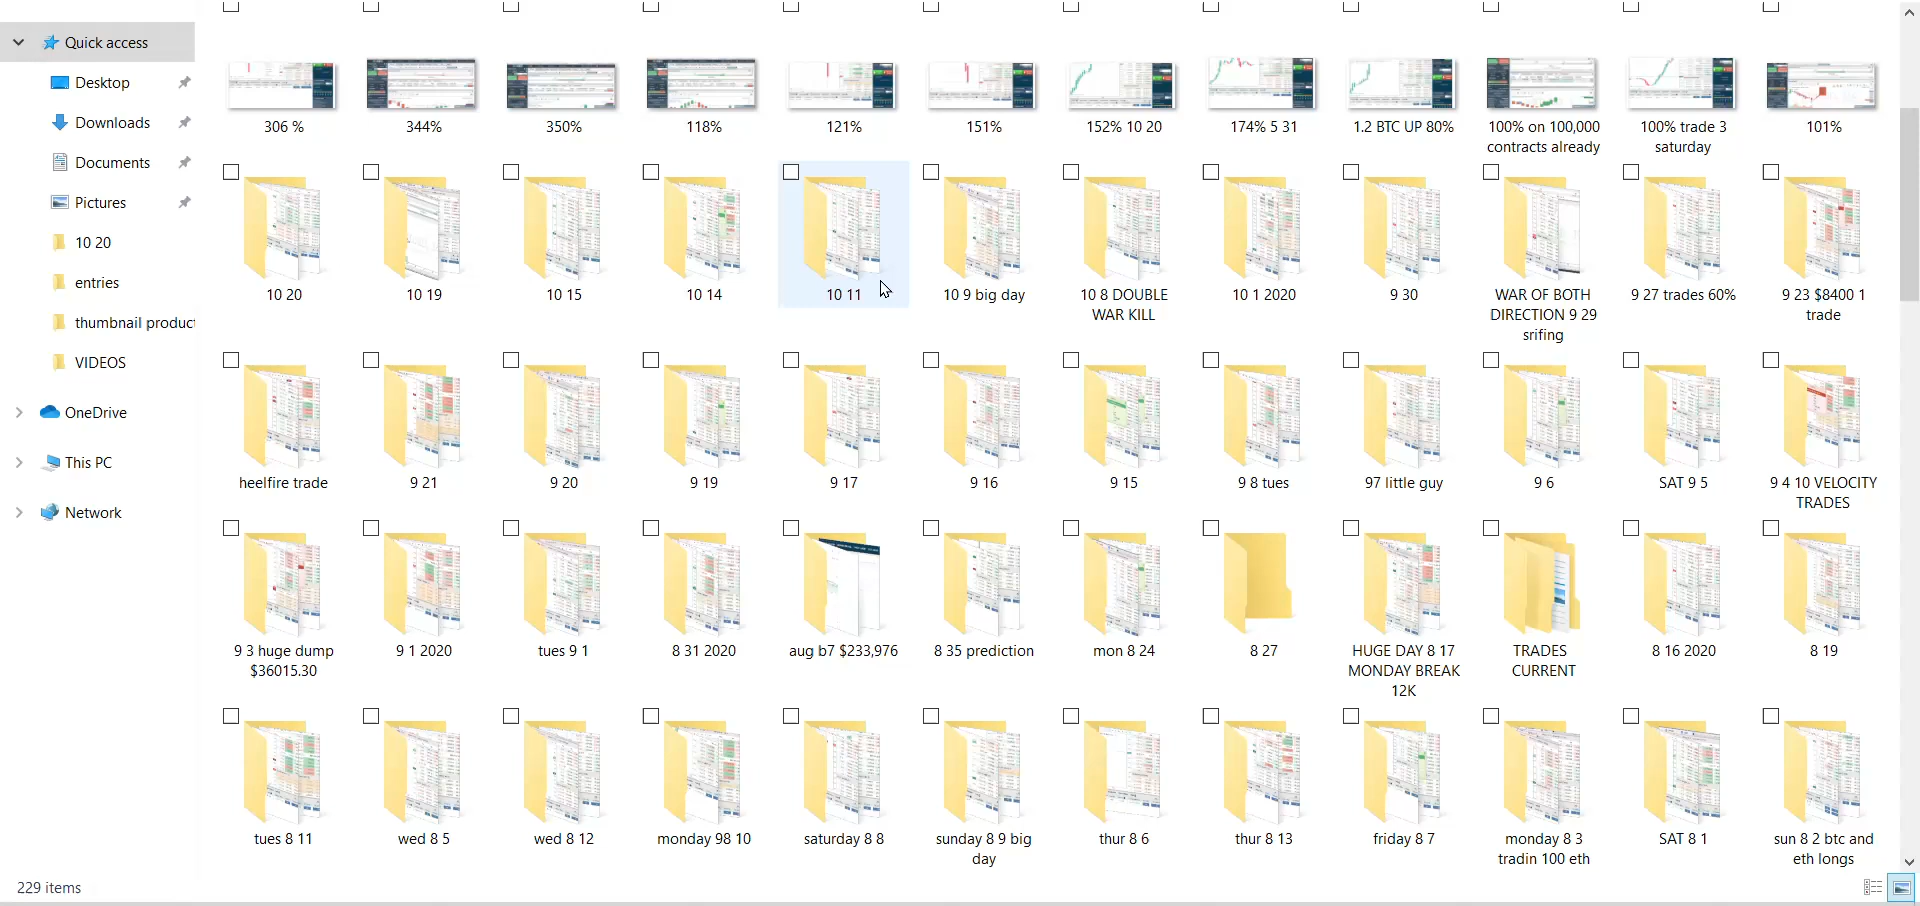 Quick access
Desktop
Downloads
Documents
Pictures
10 20
entries
thumbnail product
VIDEOS
OneDrive
This PC
Network
306 %
344%
350%
118%
121%
151%
152% 10 20
174% 5 31
1.2 BTC UP 80%
100% on 100,000
contracts already
100% trade 3
saturday
101%
10 20
10 19
10 15
10 14
10 11
10 9 big day
10 8 DOUBLE
WAR KILL
10 1 2020
9 30
WAR OF BOTH
DIRECTION 9 29
srifing
9 27 trades 60%
9 23 $8400 1
trade
heelfire trade
9 21
9 20
9 19
9 17
9 16
9 15
9 8 tues
97 little guy
9 6
SAT 9 5
9 4 10 VELOCITY
TRADES
9 3 huge dump
$36015.30
9 1 2020
tues 9 1
8 31 2020
aug b7 $233,976
8 35 prediction
mon 8 24
8 27
HUGE DAY 8 17
MONDAY BREAK
12K
TRADES
CURRENT
8 16 2020
8 19
tues 8 11
wed 8 5
wed 8 12
monday 98 10
saturday 8 8
sunday 8 9 big
day
thur 8 6
thur 8 13
friday 8 7
monday 8 3
tradin 100 eth
SAT 8 1
sun 8 2 btc and
eth longs
229 items